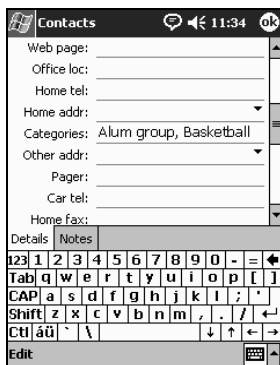 Contacts 11:34 ok
Web page:
Office loc:
Home tel:
Home addr:
Categories: Alum group, Basketball
Other addr:
Pager:
Car tel:
Home fax:
Details Notes
123 1 2 3 4 5 6 7 8 9 0 - =
Tab q w e r t y u i o p [ ]
CAP a s d f g h j k l ; '
Shift z x c v b n m , . /
Ctl áü ` \
Edit